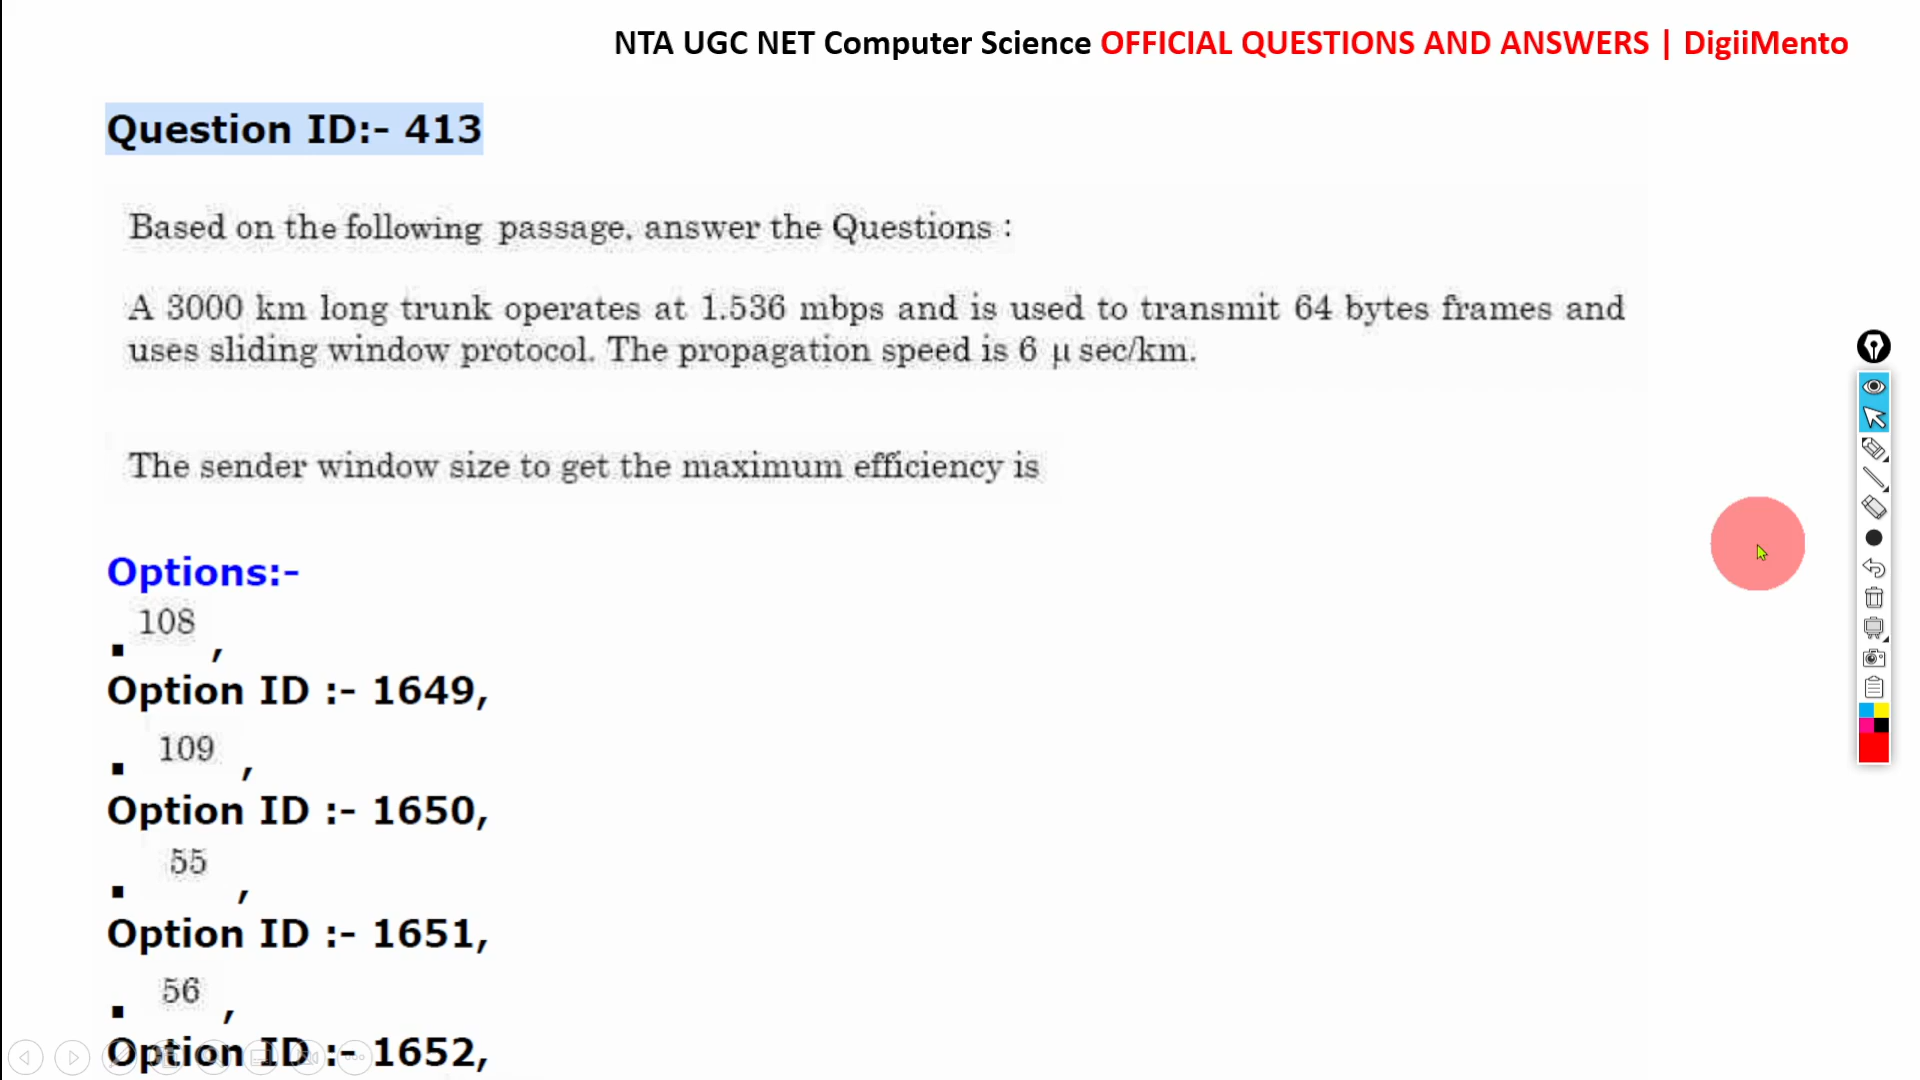 NTA UGC NET Computer Science OFFICIAL QUESTIONS AND ANSWERS | DigiiMento
Question ID:- 413
Based on the following passage, answer the Questions :
A 3000 km long trunk operates at 1.536 mbps and is used to transmit 64 bytes frames and
uses sliding window protocol. The propagation speed is 6 μ sec/km.
The sender window size to get the maximum efficiency is
Options:-
108 ,
Option ID :- 1649,
109 ,
Option ID :- 1650,
55 ,
Option ID :- 1651,
56 ,
Option ID :- 1652,